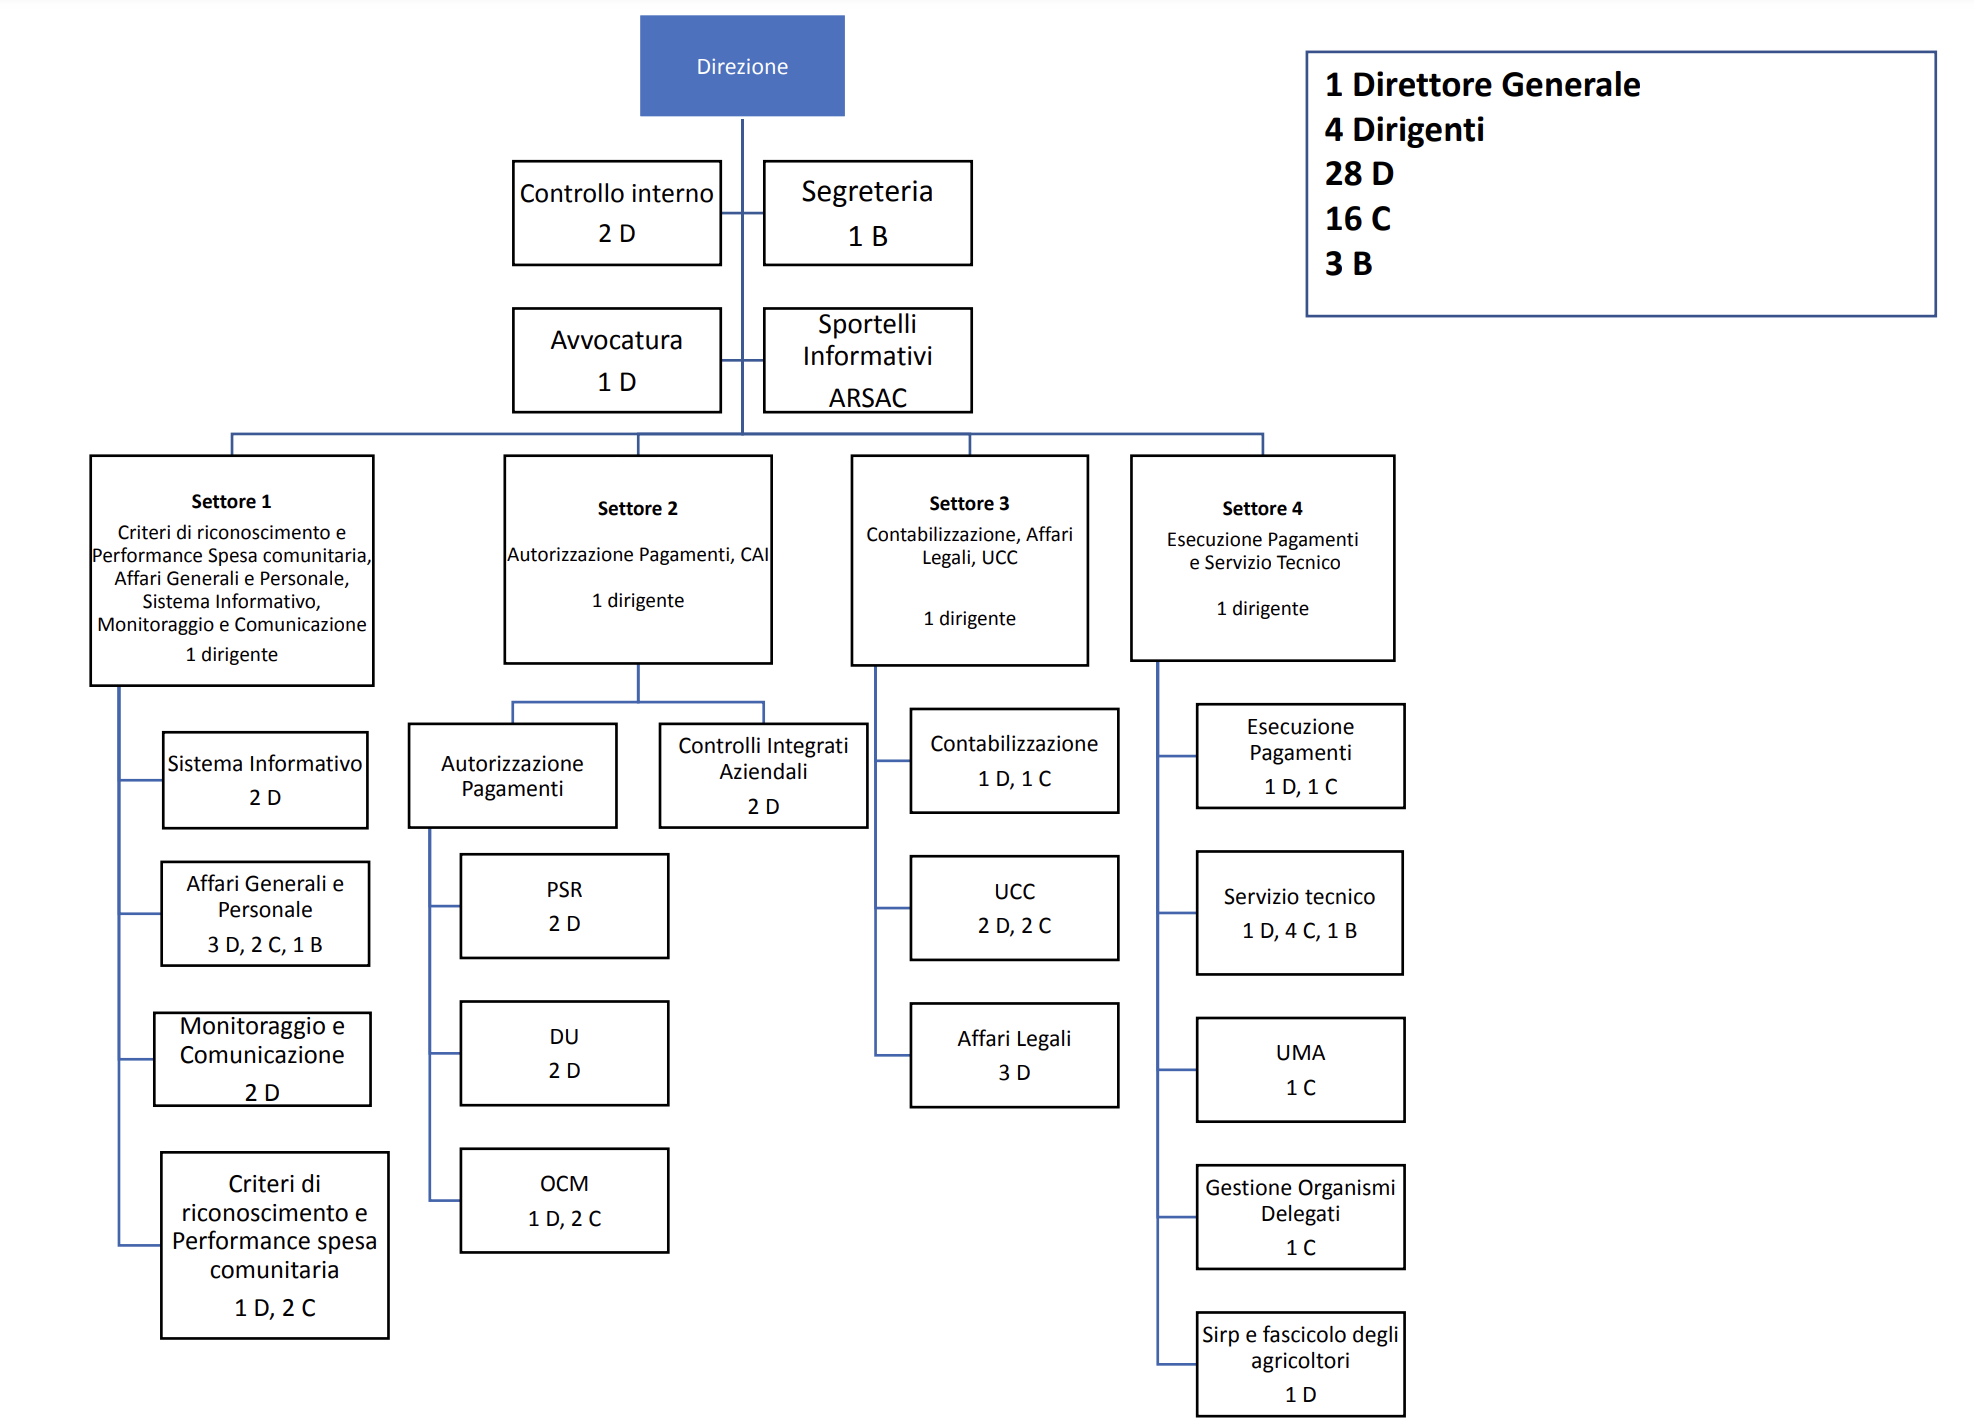 Direzione
1 Direttore Generale
4 Dirigenti
28 D
16 C
3 B
Controllo interno
2 D
Segreteria
1 B
Avvocatura
1 D
Sportelli
Informativi
ARSAC
Settore 1
Criteri di riconoscimento e
Performance Spesa comunitaria,
Affari Generali e Personale,
Sistema Informativo,
Monitoraggio e Comunicazione
1 dirigente
Settore 2
Autorizzazione Pagamenti, CAI
1 dirigente
Settore 3
Contabilizzazione, Affari
Legali, UCC
1 dirigente
Settore 4
Esecuzione Pagamenti
e Servizio Tecnico
1 dirigente
Sistema Informativo
2 D
Affari Generali e
Personale
3 D, 2 C, 1 B
Monitoraggio e
Comunicazione
2 D
Criteri di
riconoscimento e
Performance spesa
comunitaria
1 D, 2 C
Autorizzazione
Pagamenti
Controlli Integrati
Aziendali
2 D
PSR
2 D
DU
2 D
OCM
1 D, 2 C
Contabilizzazione
1 D, 1 C
UCC
2 D, 2 C
Affari Legali
3 D
Esecuzione
Pagamenti
1 D, 1 C
Servizio tecnico
1 D, 4 C, 1 B
UMA
1 C
Gestione Organismi
Delegati
1 C
Sirp e fascicolo degli
agricoltori
1 D